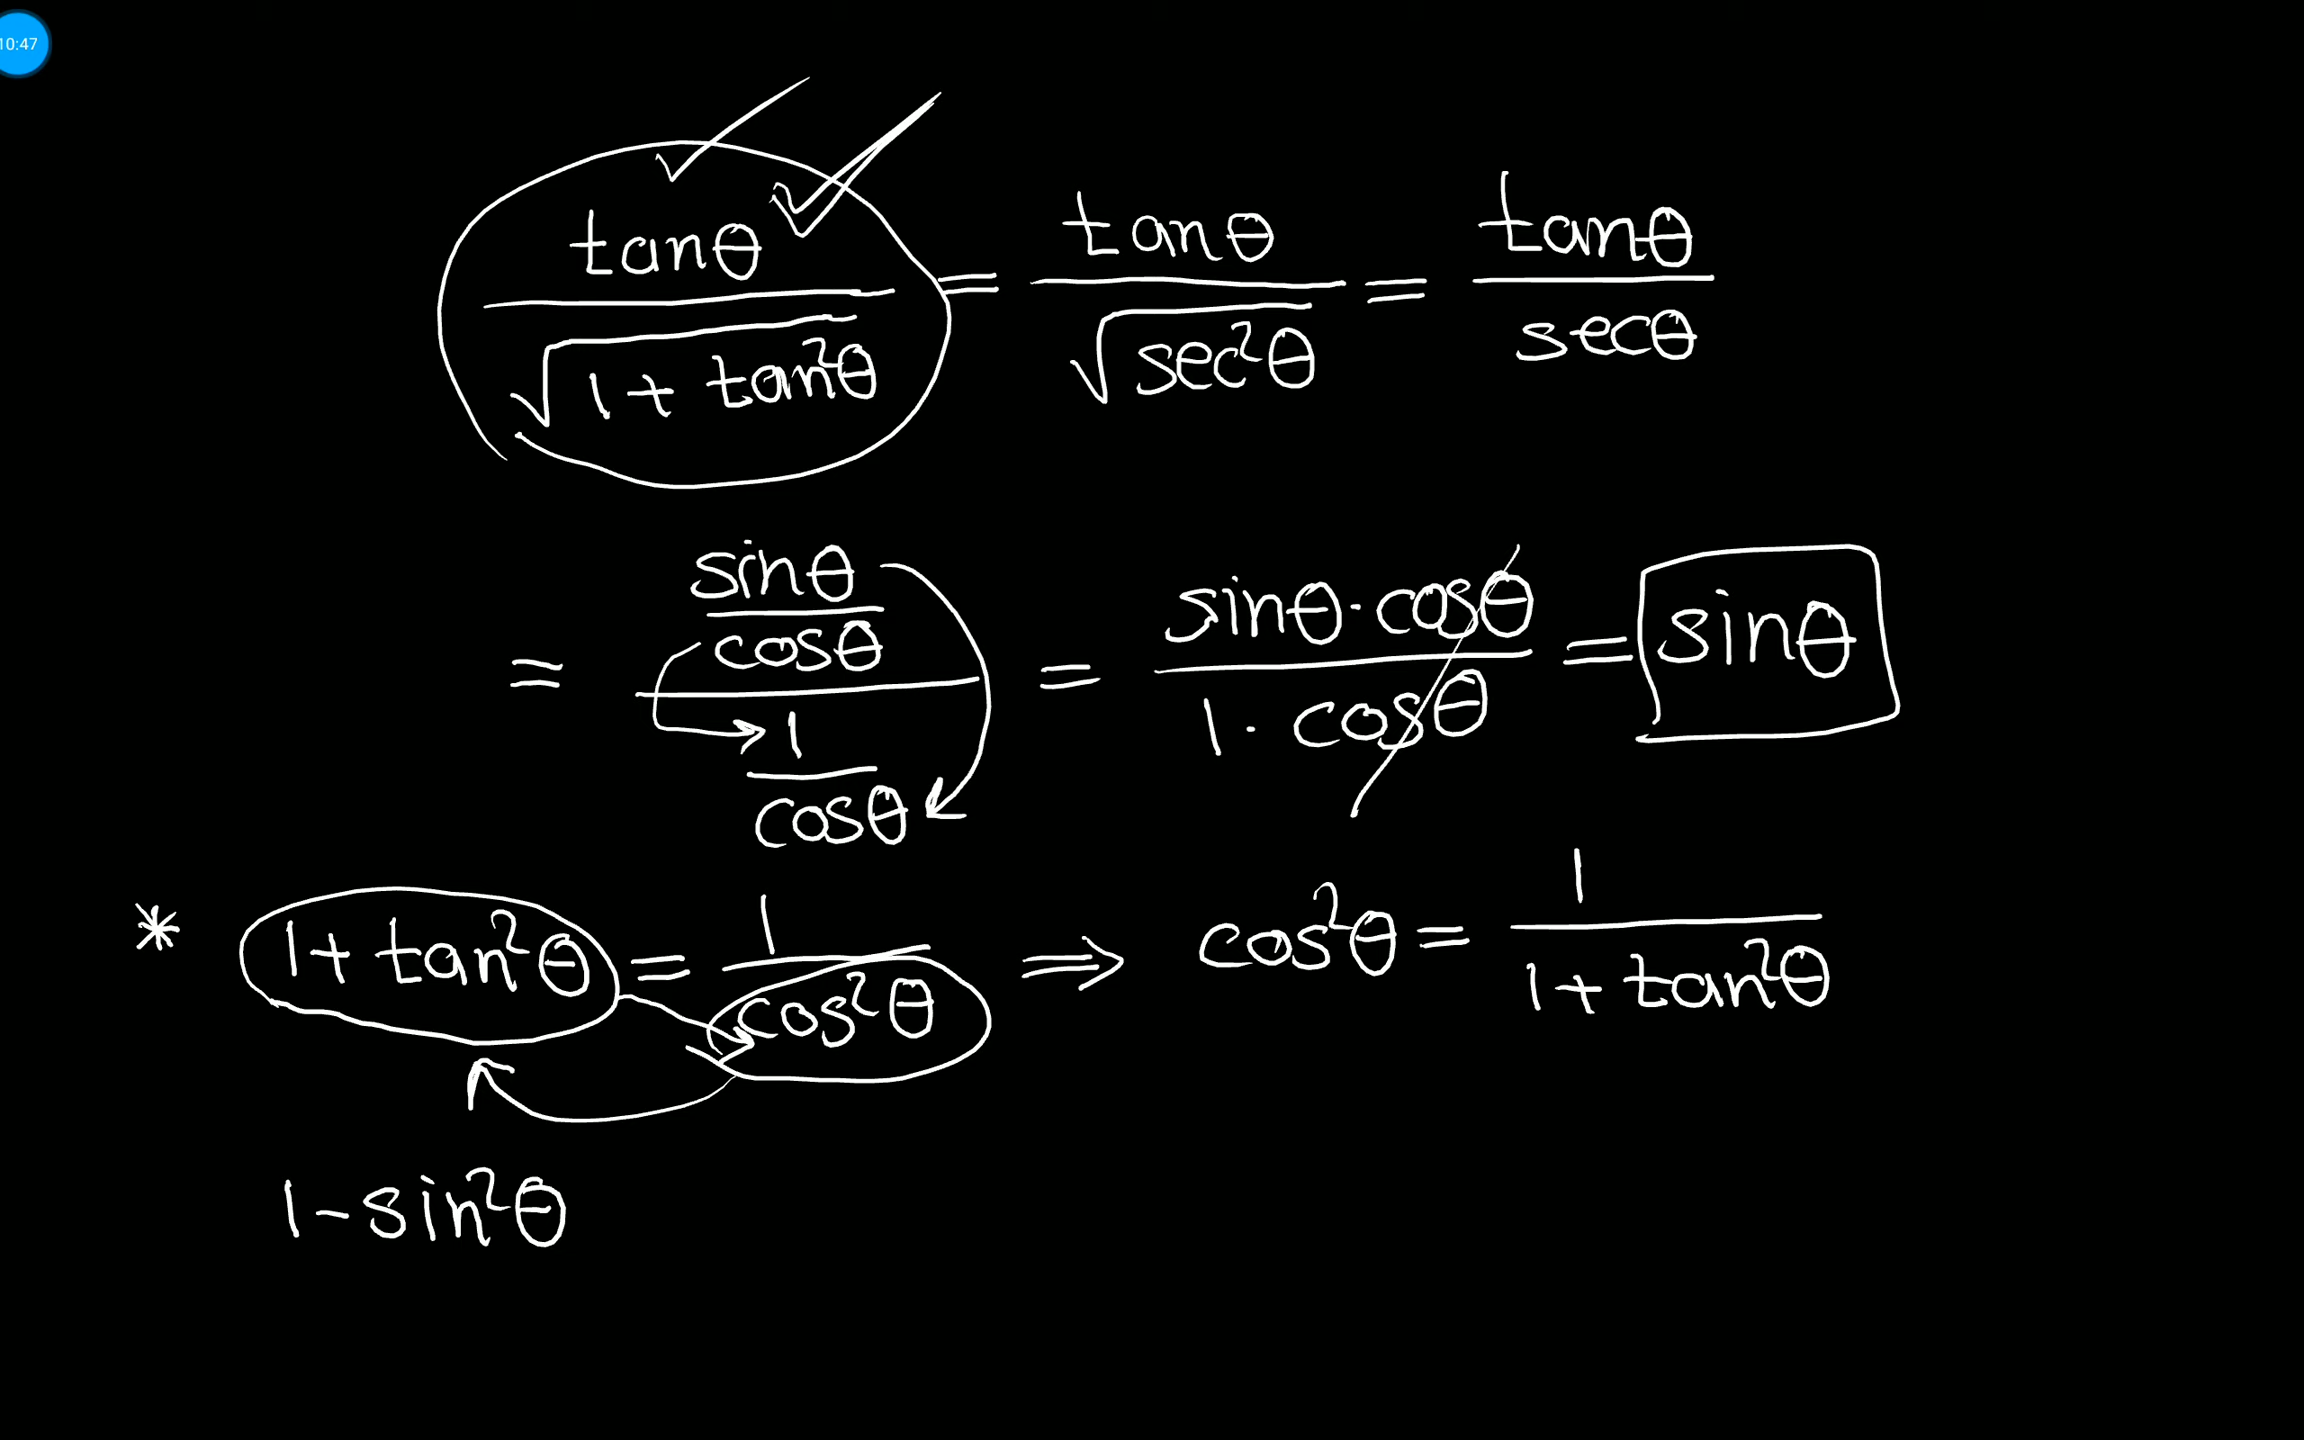 10:47
tanθ / √(1 + tan²θ) = tanθ / √(sec²θ) = tanθ / secθ
= (sinθ / cosθ) / (1 / cosθ) = sinθ · cosθ / 1 · cosθ = sinθ
* 1 + tan²θ = 1 / cos²θ ⇒ cos²θ = 1 / (1 + tan²θ)
1 - sin²θ